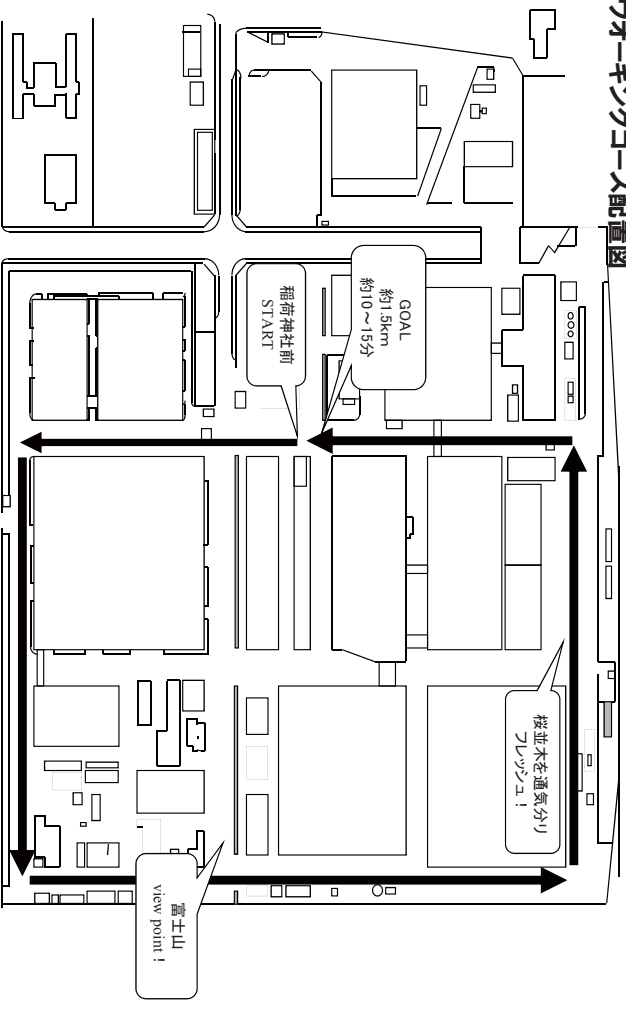 ウオーキングコース配置図
GOAL
約1.5km
約10～15分
稲荷神社前
START
桜並木を通気分リ
フレッシュ！
富士山
view point！